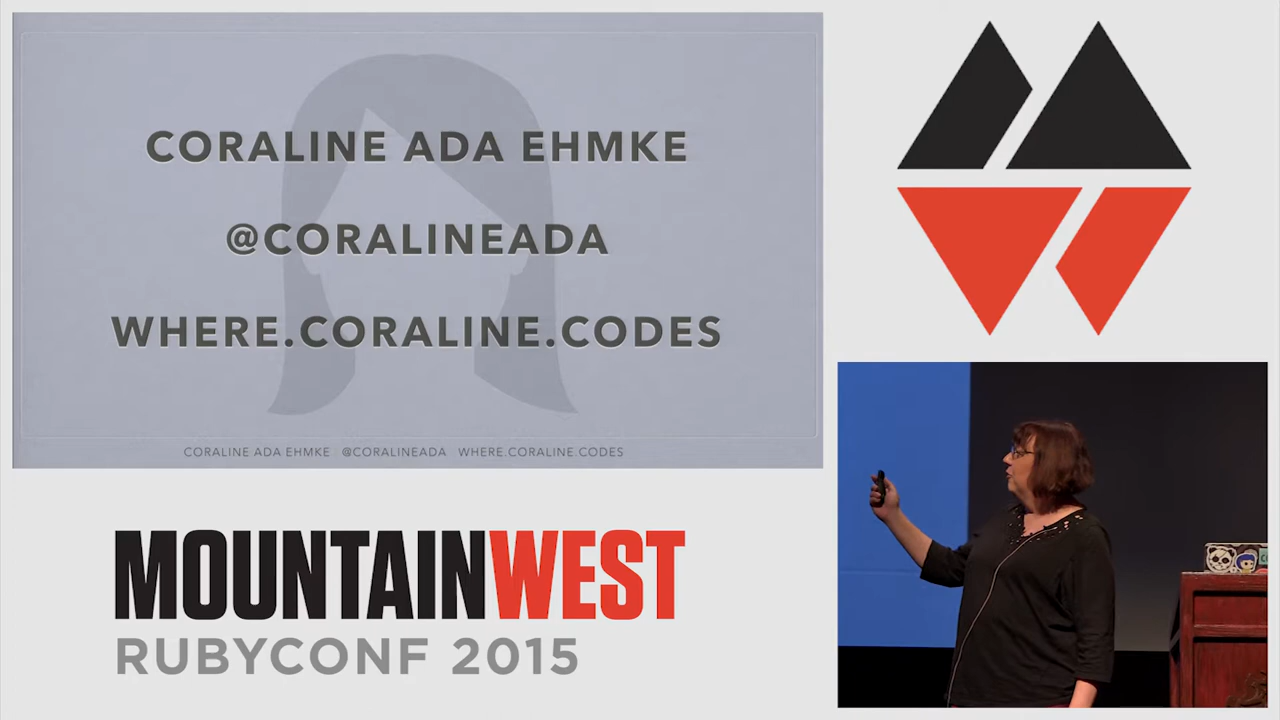 CORALINE ADA EHMKE
@CORALINEADA
WHERE.CORALINE.CODES
CORALINE ADA EHMKE | @CORALINEADA WHERE.CORALINE.CODES
MOUNTAINWEST
RUBYCONF 2015